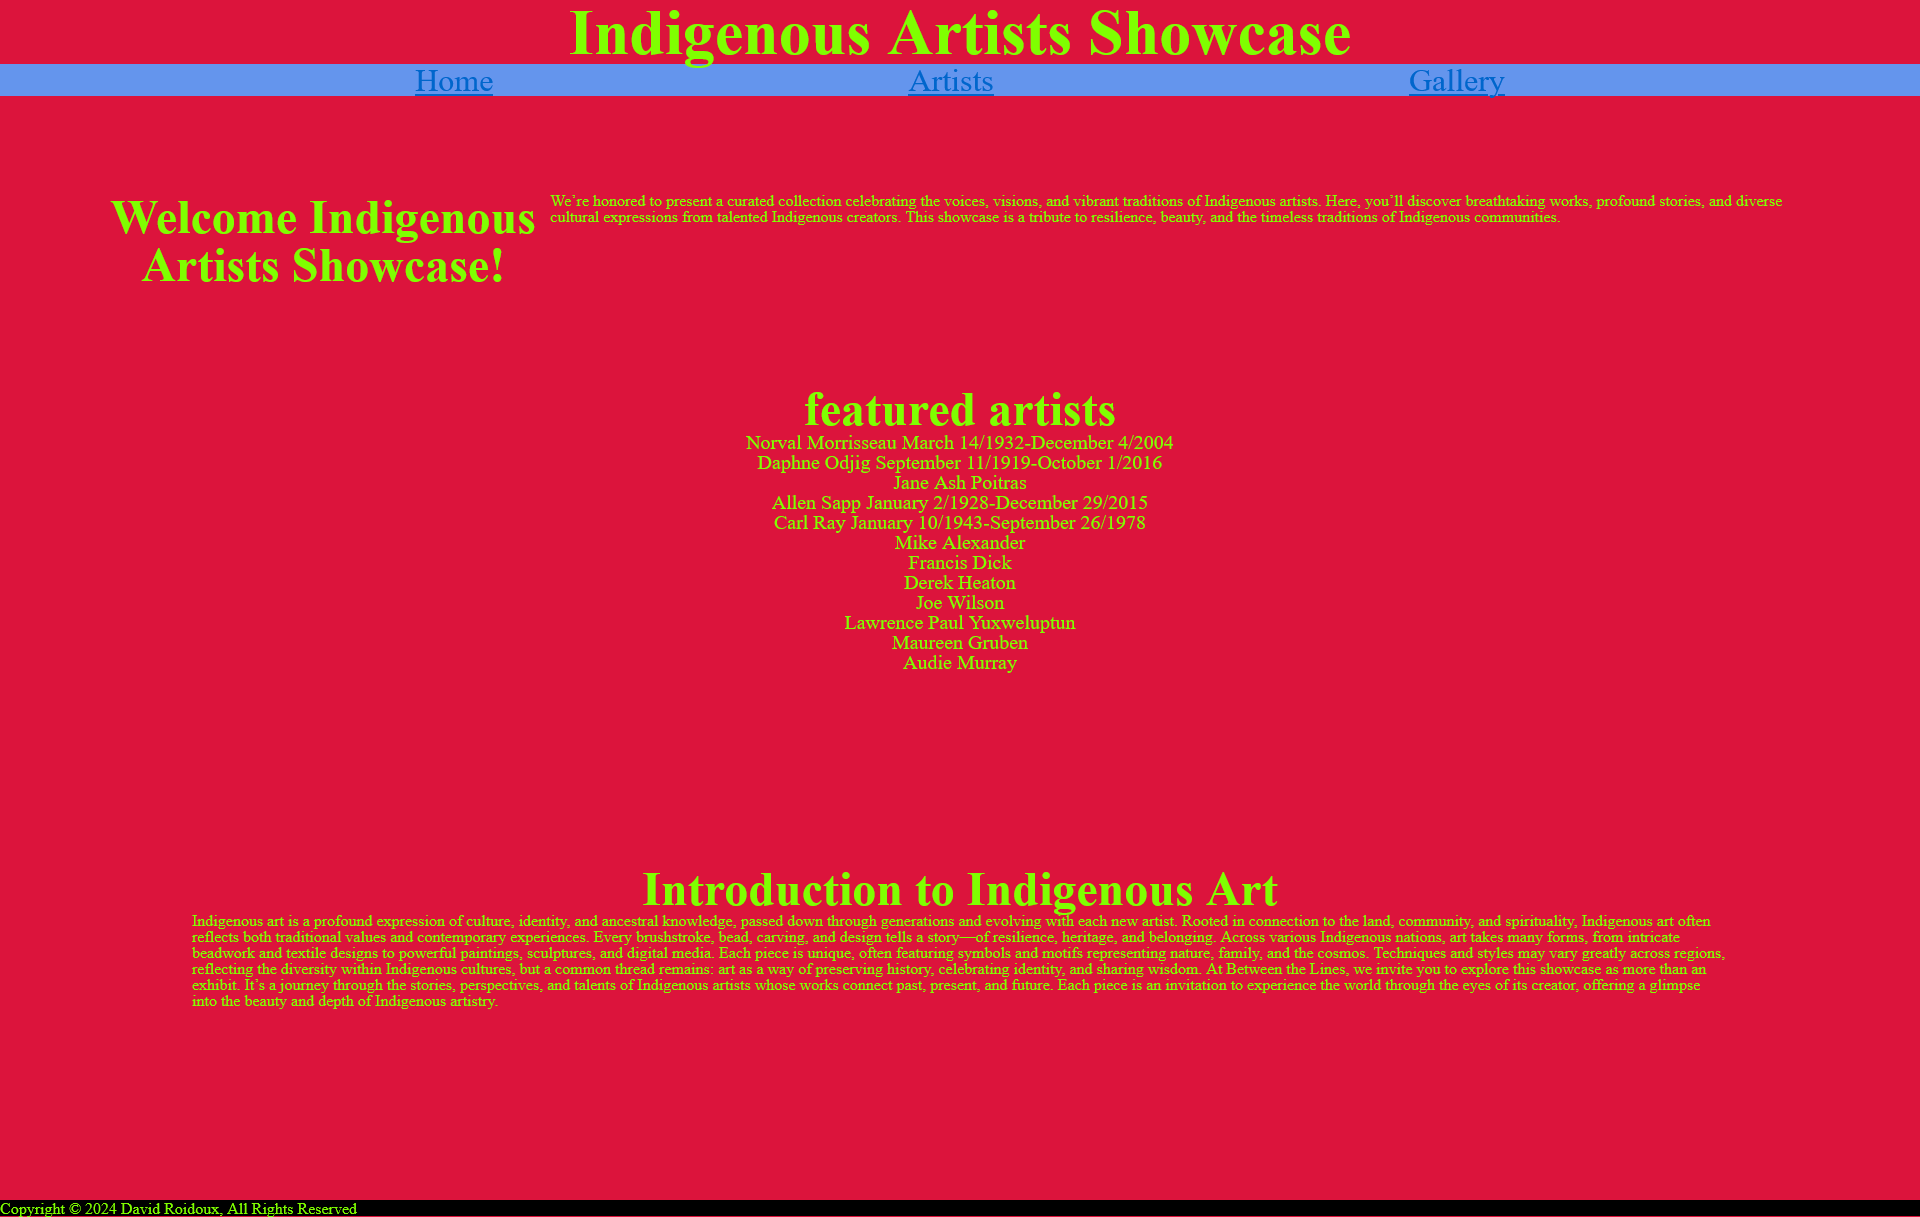 Indigenous Artists Showcase
Home Artists Gallery
Welcome Indigenous
Artists Showcase!
We’re honored to present a curated collection celebrating the voices, visions, and vibrant traditions of Indigenous artists. Here, you’ll discover breathtaking works, profound stories, and diverse
cultural expressions from talented Indigenous creators. This showcase is a tribute to resilience, beauty, and the timeless traditions of Indigenous communities.
featured artists
Norval Morrisseau March 14/1932-December 4/2004
Daphne Odjig September 11/1919-October 1/2016
Jane Ash Poitras
Allen Sapp January 2/1928-December 29/2015
Carl Ray January 10/1943-September 26/1978
Mike Alexander
Francis Dick
Derek Heaton
Joe Wilson
Lawrence Paul Yuxweluptun
Maureen Gruben
Audie Murray
Introduction to Indigenous Art
Indigenous art is a profound expression of culture, identity, and ancestral knowledge, passed down through generations and evolving with each new artist. Rooted in connection to the land, community, and spirituality, Indigenous art often
reflects both traditional values and contemporary experiences. Every brushstroke, bead, carving, and design tells a story—of resilience, heritage, and belonging. Across various Indigenous nations, art takes many forms, from intricate
beadwork and textile designs to powerful paintings, sculptures, and digital media. Each piece is unique, often featuring symbols and motifs representing nature, family, and the cosmos. Techniques and styles may vary greatly across regions,
reflecting the diversity within Indigenous cultures, but a common thread remains: art as a way of preserving history, celebrating identity, and sharing wisdom. At Between the Lines, we invite you to explore this showcase as more than an
exhibit. It’s a journey through the stories, perspectives, and talents of Indigenous artists whose works connect past, present, and future. Each piece is an invitation to experience the world through the eyes of its creator, offering a glimpse
into the beauty and depth of Indigenous artistry.
Copyright © 2024 David Roidoux, All Rights Reserved